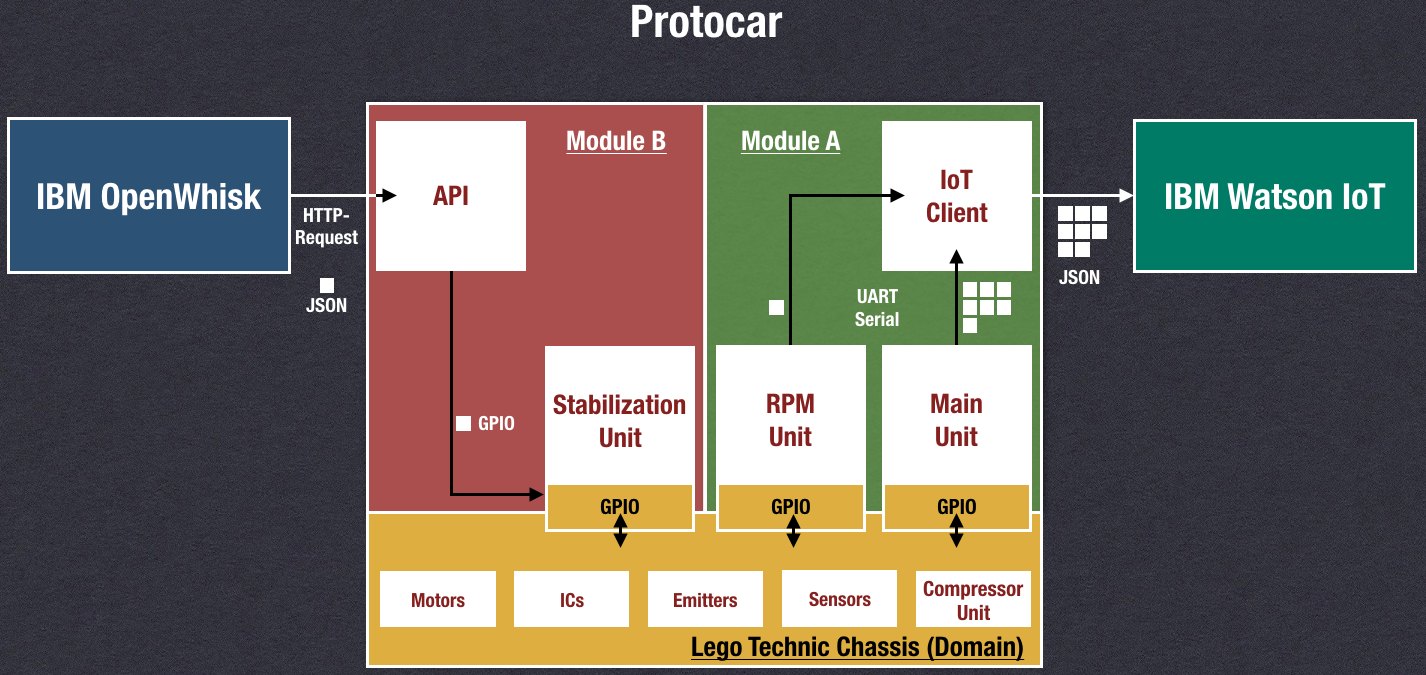 Protocar
IBM OpenWhisk
HTTP-
Request
JSON
Module B
API
GPIO
Stabilization
Unit
GPIO
Module A
IoT
Client
UART
Serial
RPM
Unit
GPIO
Main
Unit
GPIO
JSON
IBM Watson IoT
Motors
ICs
Emitters
Sensors
Compressor
Unit
Lego Technic Chassis (Domain)